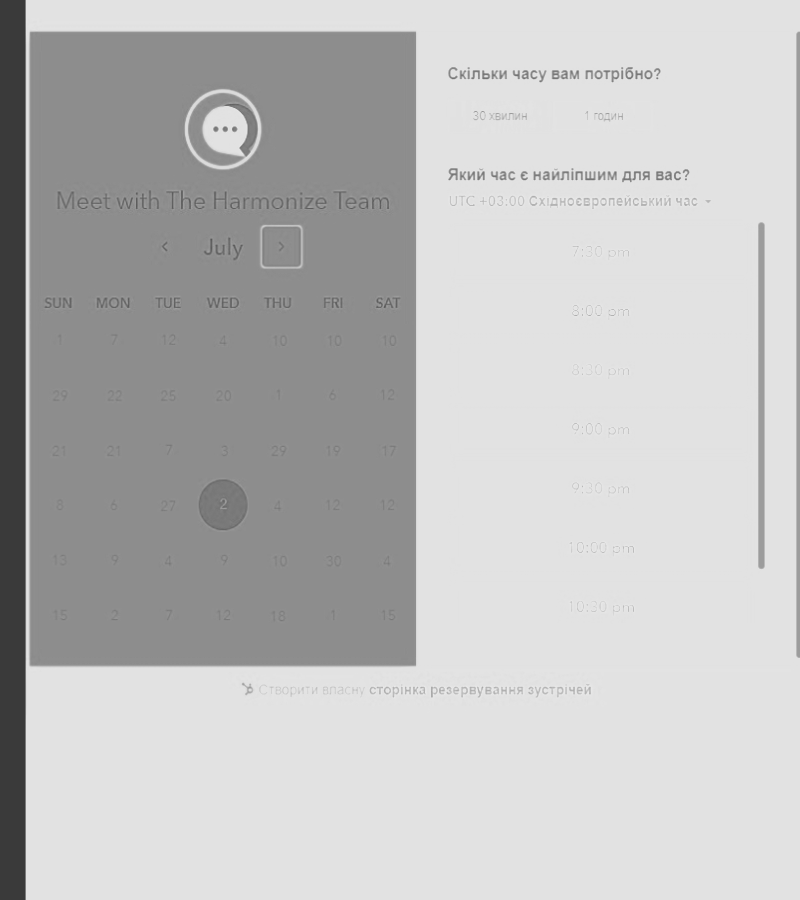 Meet with The Harmonize Team
July
SUN MON TUE WED THU FRI SAT
1 7 12 4 10 10 10
29 22 25 20 1 6 12
21 21 7 3 29 19 17
8 6 27 2 4 12 12
13 9 4 9 10 30 4
15 2 7 12 18 1 15
Скільки часу вам потрібно?
30 хвилин 1 годин
Який час є найліпшим для вас?
UTC +03:00 Східноєвропейський час
7:30 pm
8:00 pm
8:30 pm
9:00 pm
9:30 pm
10:00 pm
10:30 pm
Створити власну сторінка резервування зустрічей